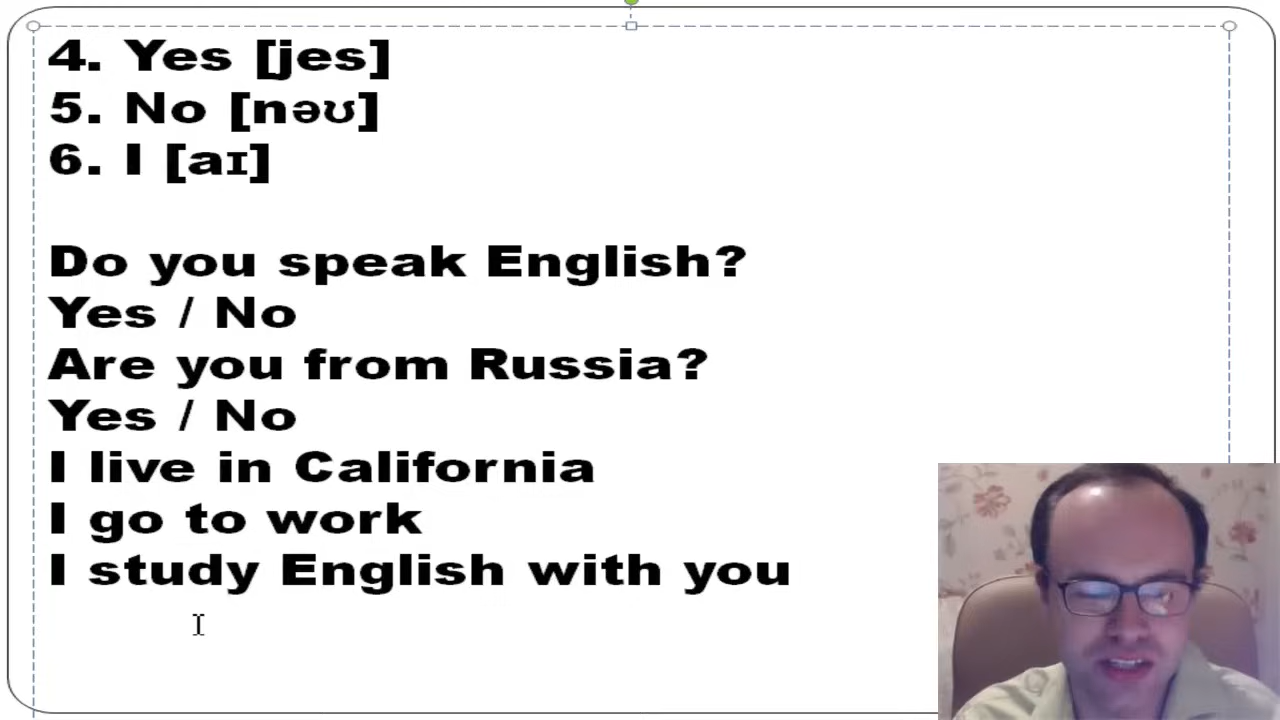 4. Yes [jes]
5. No [nəʊ]
6. I [aɪ]
Do you speak English?
Yes / No
Are you from Russia?
Yes / No
I live in California
I go to work
I study English with you